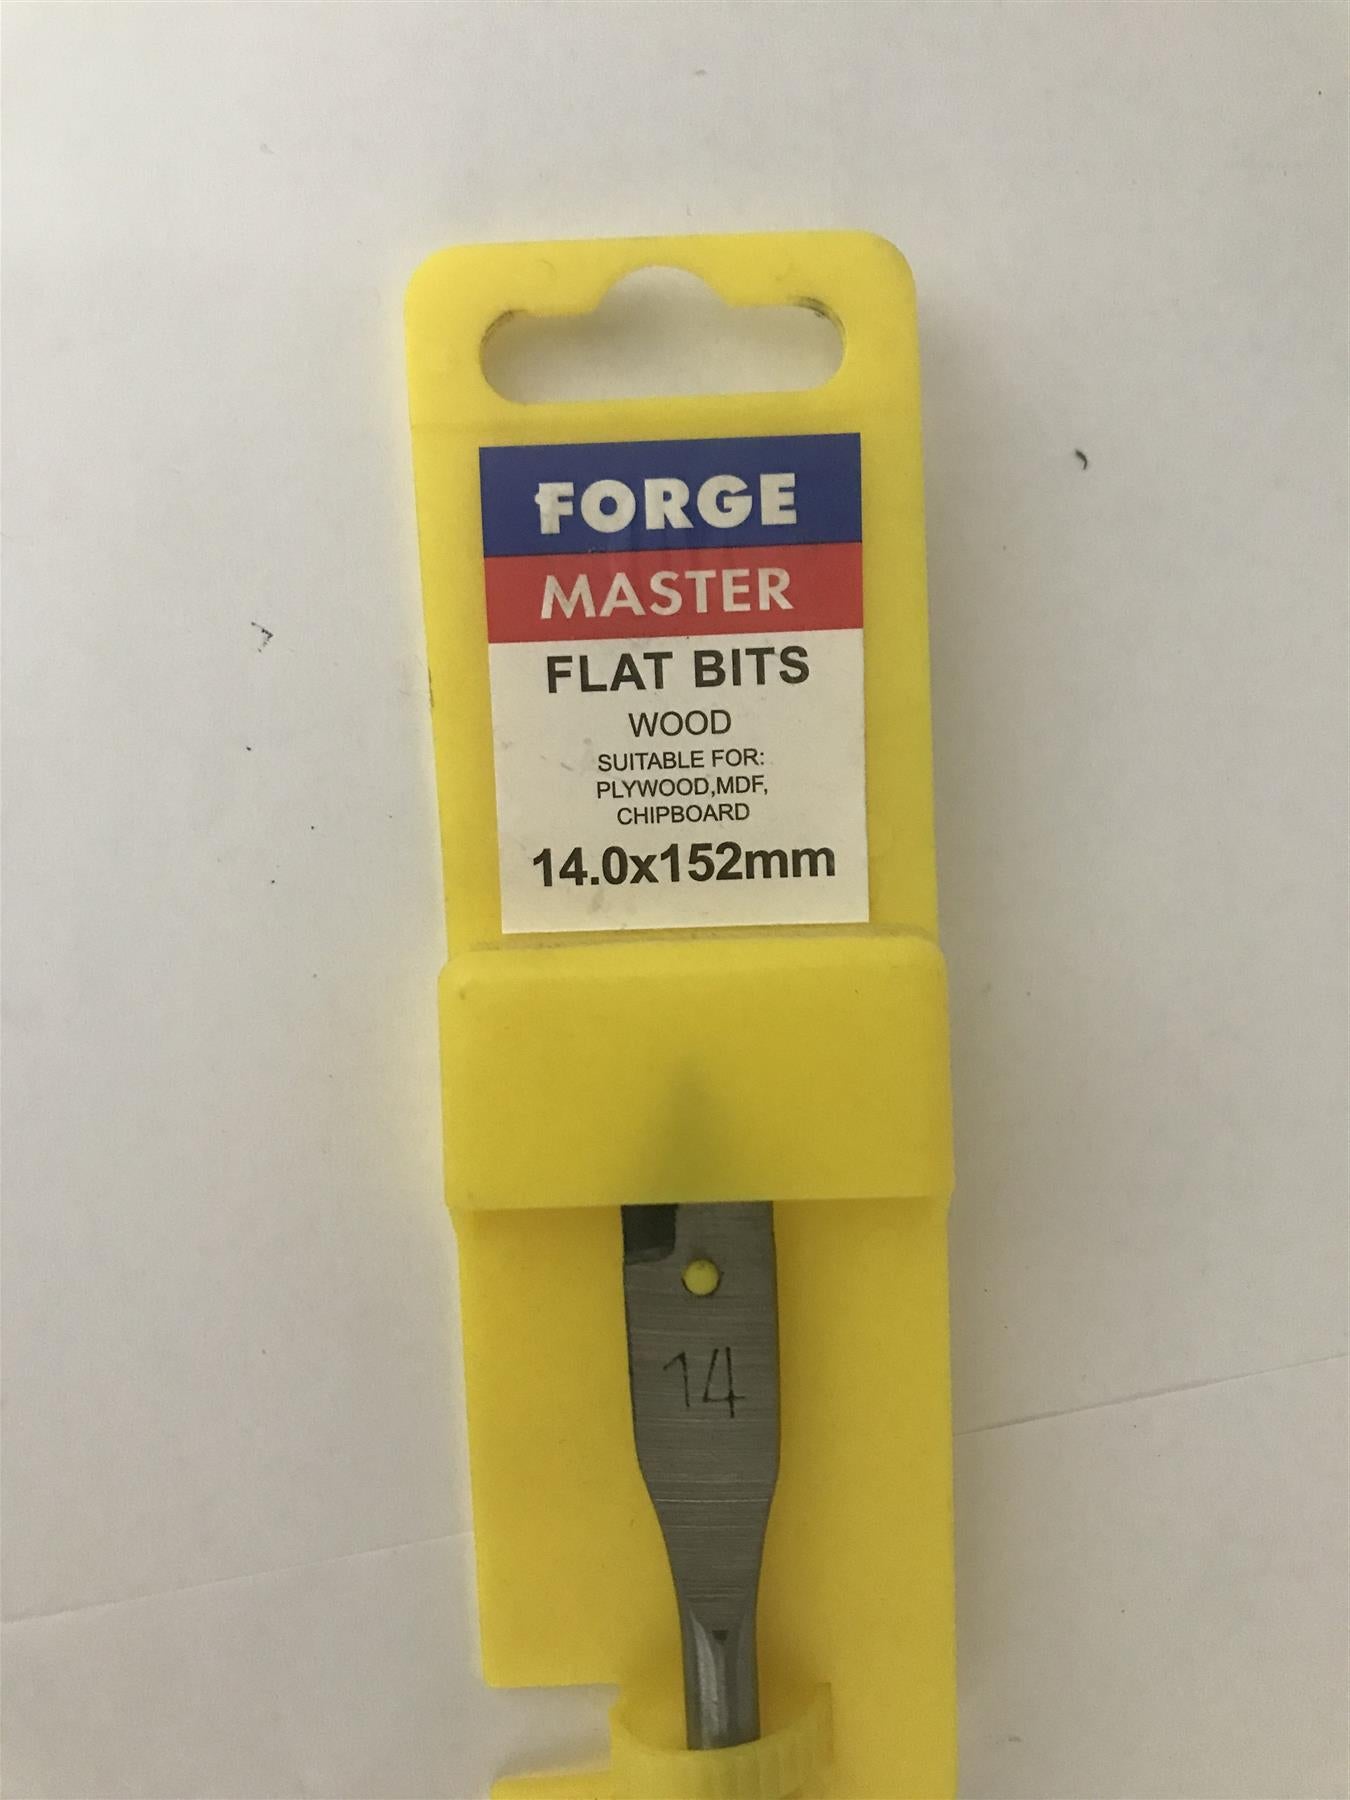 FORGE
MASTER
FLAT BITS
WOOD
SUITABLE FOR:
PLYWOOD,MDF,
CHIPBOARD
14.0x152mm
14